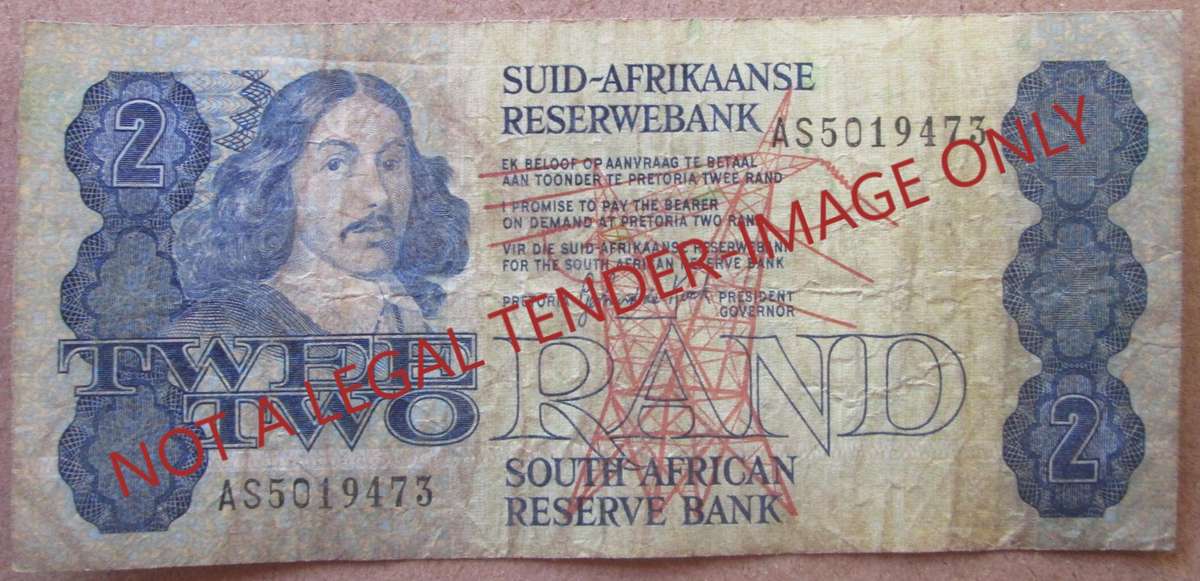 2
SUID-AFRIKAANSE
RESERWEBANK
AS5019473
EK BELOOF OP AANVRAAG TE BETAAL
AAN TOONDER TE PRETORIA TWEE RAND
I PROMISE TO PAY THE BEARER
ON DEMAND AT PRETORIA TWO RAND
VIR DIE SUID-AFRIKAANSE RESERWEBANK
FOR THE SOUTH AFRICAN RESERVE BANK
PRETORIA PRESIDENT
GOVERNOR
TWEE
TWO
RAND
2
AS5019473
SOUTH AFRICAN
RESERVE BANK
NOT A LEGAL TENDER IMAGE ONLY